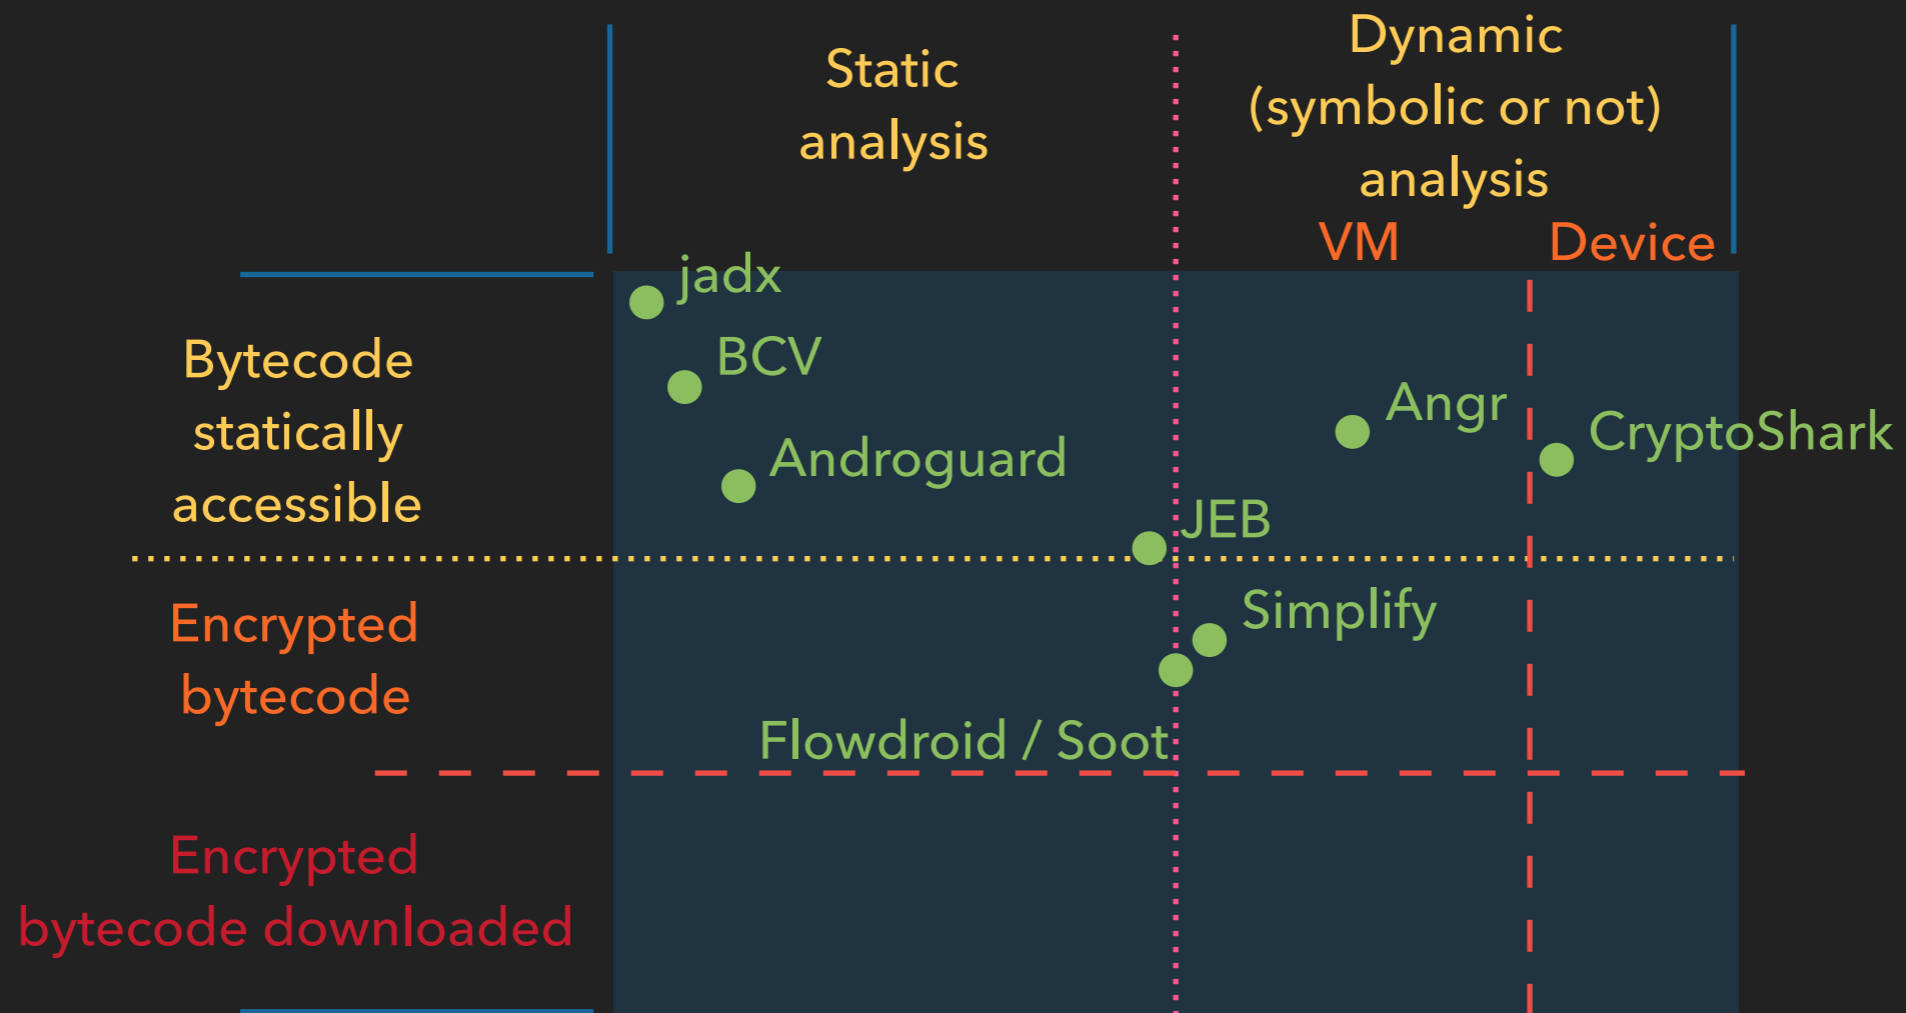 Static
analysis
Dynamic
(symbolic or not)
analysis
VM
Device
jadx
BCV
Androguard
JEB
Angr
CryptoShark
Bytecode
statically
accessible
Simplify
Flowdroid / Soot
Encrypted
bytecode
Encrypted
bytecode downloaded